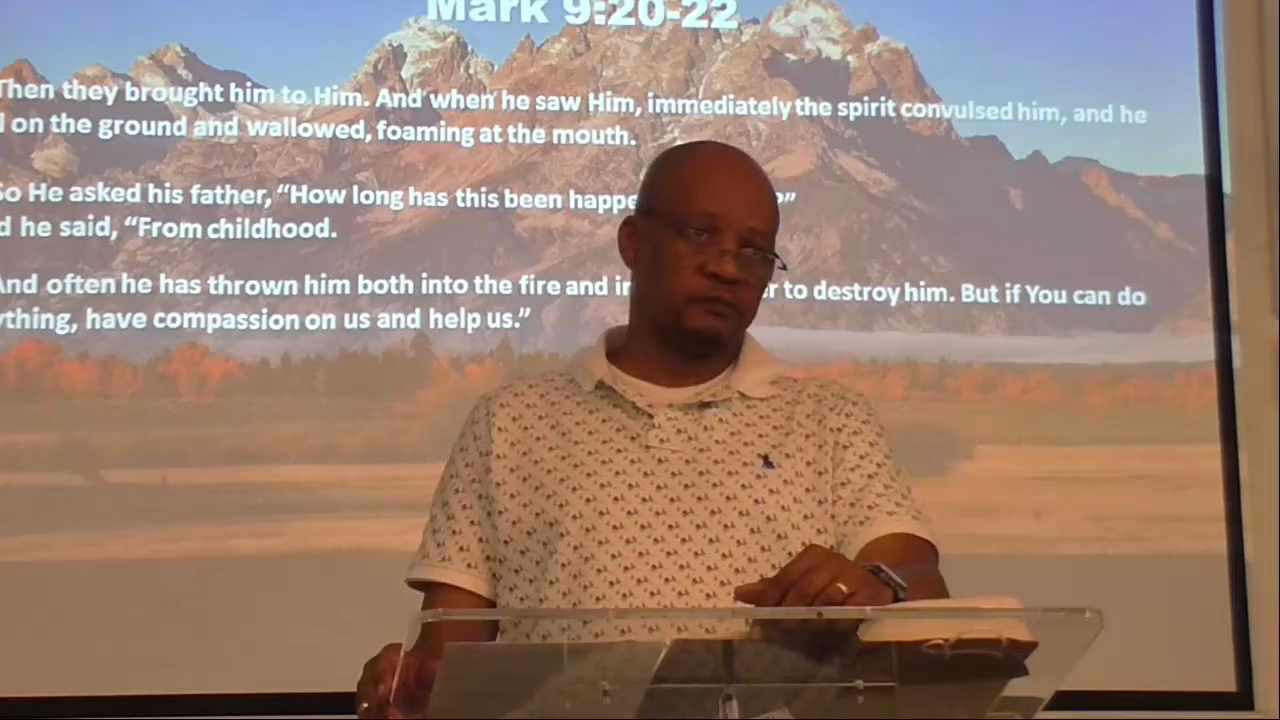 Mark 9:20-22
Then they brought him to Him. And when he saw Him, immediately the spirit convulsed him, and he
on the ground and wallowed, foaming at the mouth.
So He asked his father, “How long has this been ?”
he said, “From childhood.
And often he has thrown him both into the fire and to destroy him. But if You can do
have compassion on us and help us.”